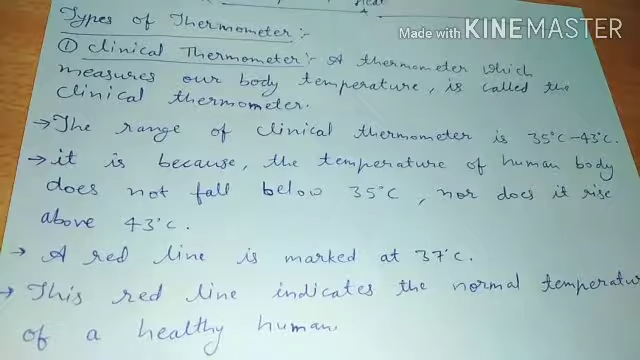 Heat
Types of Thermometer:-
Made with KINEMASTER
① Clinical Thermometer:- A thermometer which
measures our body temperature, is called the
clinical thermometer.
→ The range of clinical thermometer is 35°C-43°C.
→ it is because, the temperature of human body
does not fall below 35°C, nor does it rise
above 43°C.
→ A red line is marked at 37°C.
→ This red line indicates the normal temperatur
of a healthy human.